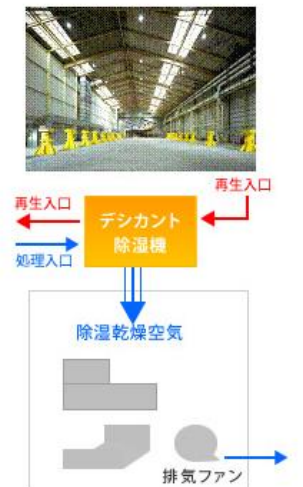 再生入口
再生入口
デシカント
除湿機
処理入口
除湿乾燥空気
排気ファン